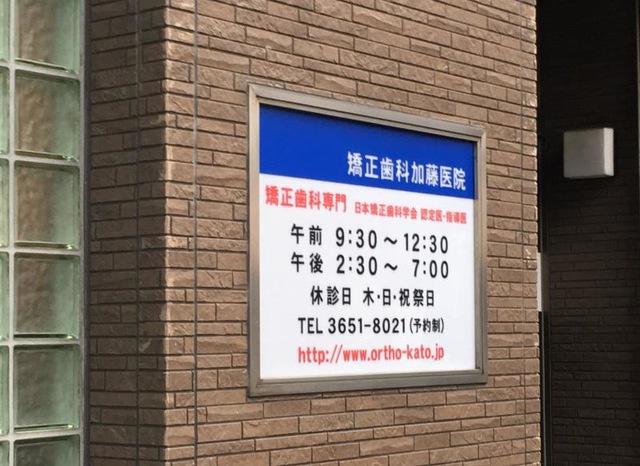 矯正歯科加藤医院
矯正歯科専門 日本矯正歯科学会 認定医・指導医
午前 9:30～12:30
午後 2:30～ 7:00
休診日 木・日・祝祭日
TEL 3651-8021(予約制)
http://www.ortho-kato.jp